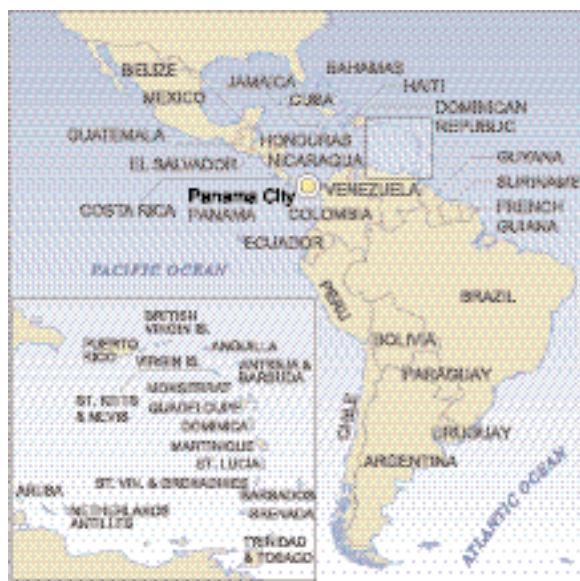 BAHAMAS
BELIZE
JAMAICA
HAITI
MEXICO
CUBA
DOMINICAN
REPUBLIC
GUATEMALA
HONDURAS
EL SALVADOR
NICARAGUA
GUYANA
Panama City
VENEZUELA
SURINAME
COSTA RICA
PANAMA
COLOMBIA
FRENCH
GUIANA
ECUADOR
PACIFIC OCEAN
PERU
BRAZIL
BOLIVIA
PARAGUAY
CHILE
URUGUAY
ARGENTINA
ATLANTIC OCEAN
BRITISH
VIRGIN IS.
PUERTO
RICO
ANGUILLA
VIRGIN IS.
ANTIGUA &
BARBUDA
MONTSERRAT
ST. KITTS
& NEVIS
GUADELOUPE
DOMINICA
MARTINIQUE
ST. LUCIA
ST. VIN. & GRENADINES
ARUBA
BARBADOS
NETHERLANDS
ANTILLES
GRENADA
TRINIDAD
& TOBAGO